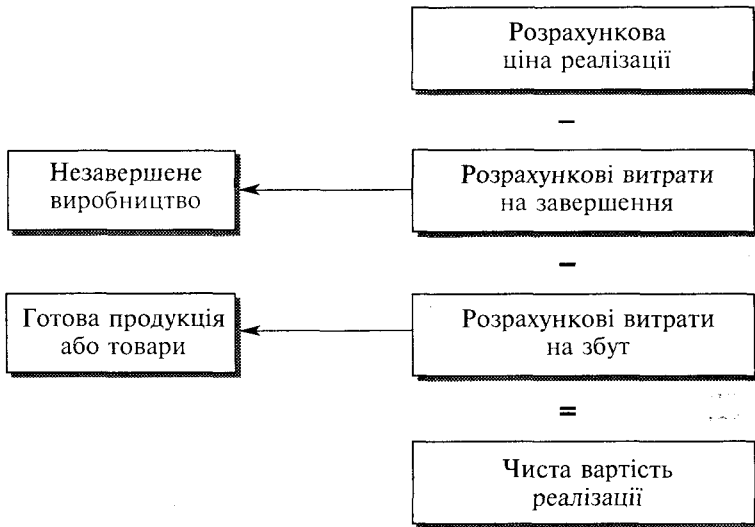 Розрахункова
ціна реалізації
–
Незавершене
виробництво
Розрахункові витрати
на завершення
–
Готова продукція
або товари
Розрахункові витрати
на збут
=
Чиста вартість
реалізації